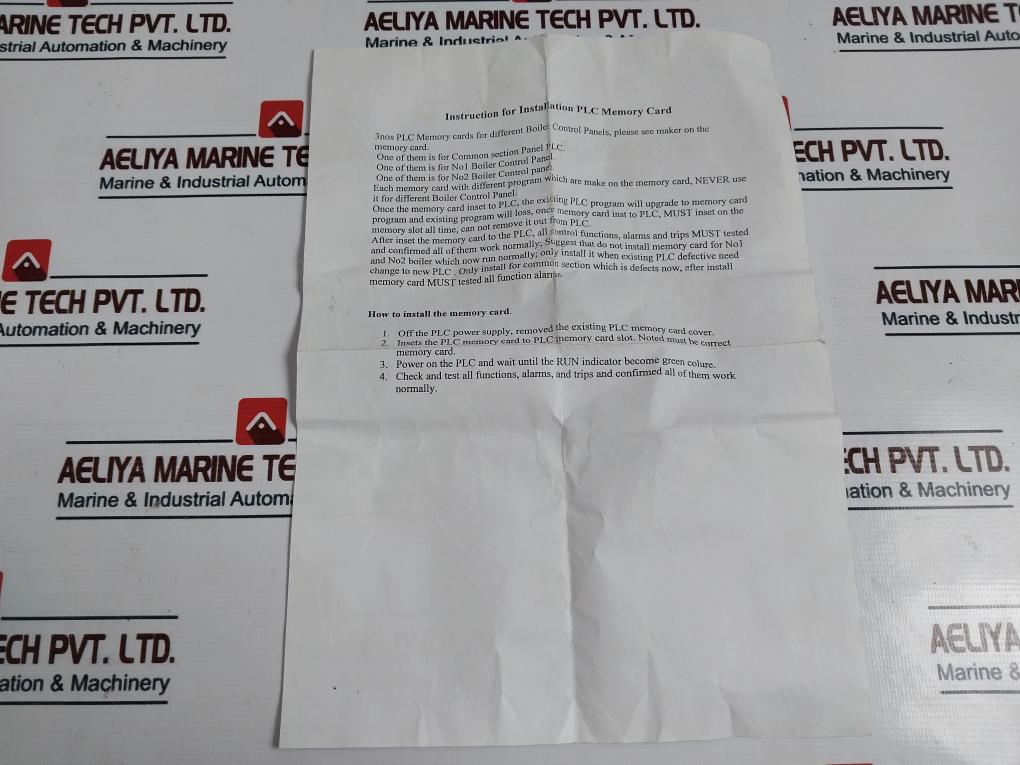 ARINE TECH PVT. LTD.
strial Automation & Machinery
AELIYA MARINE TECH PVT. LTD.
Marine & Industrial
AELIYA MARINE T
Marine & Industrial Auto
AELIYA MARINE TE
Marine & Industrial Autom
ECH PVT. LTD.
nation & Machinery
E TECH PVT. LTD.
Automation & Machinery
AELIYA MAR
Marine & Industr
AELIYA MARINE TE
Marine & Industrial Automa
ECH PVT. LTD.
ation & Machinery
ECH PVT. LTD.
ation & Machinery
AELIYA
Marine &
Instruction for Installation PLC Memory Card
3nos PLC Memory cards for different Boiler Control Panels, please see maker on the
memory card.
One of them is for Common section Panel PLC.
One of them is for No1 Boiler Control Panel.
One of them is for No2 Boiler Control panel.
Each memory card with different program which are make on the memory card, NEVER use
it for different Boiler Control Panel.
Once the memory card inset to PLC, the existing PLC program will upgrade to memory card
program and existing program will loss, once memory card inst to PLC, MUST inset on the
memory slot all time, can not remove it out from PLC.
After inset the memory card to the PLC, all control functions, alarms and trips MUST tested
and confirmed all of them work normally; Suggest that do not install memory card for No1
and No2 boiler which now run normally; only install it when existing PLC defective need
change to new PLC . Only install for common section which is defects now, after install
memory card MUST tested all function alarms.
How to install the memory card.
1. Off the PLC power supply, removed the existing PLC memory card cover.
2. Insets the PLC memory card to PLC memory card slot. Noted must be correct
memory card.
3. Power on the PLC and wait until the RUN indicator become green colure.
4. Check and test all functions, alarms, and trips and confirmed all of them work
normally.